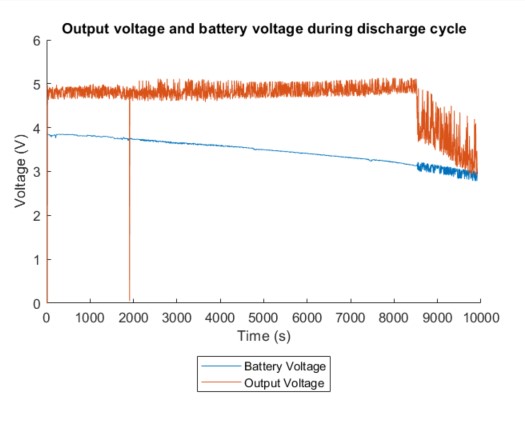 Output voltage and battery voltage during discharge cycle
6
5
4
3
2
1
0
Voltage (V)
0 1000 2000 3000 4000 5000 6000 7000 8000 9000 10000
Time (s)
Battery Voltage
Output Voltage